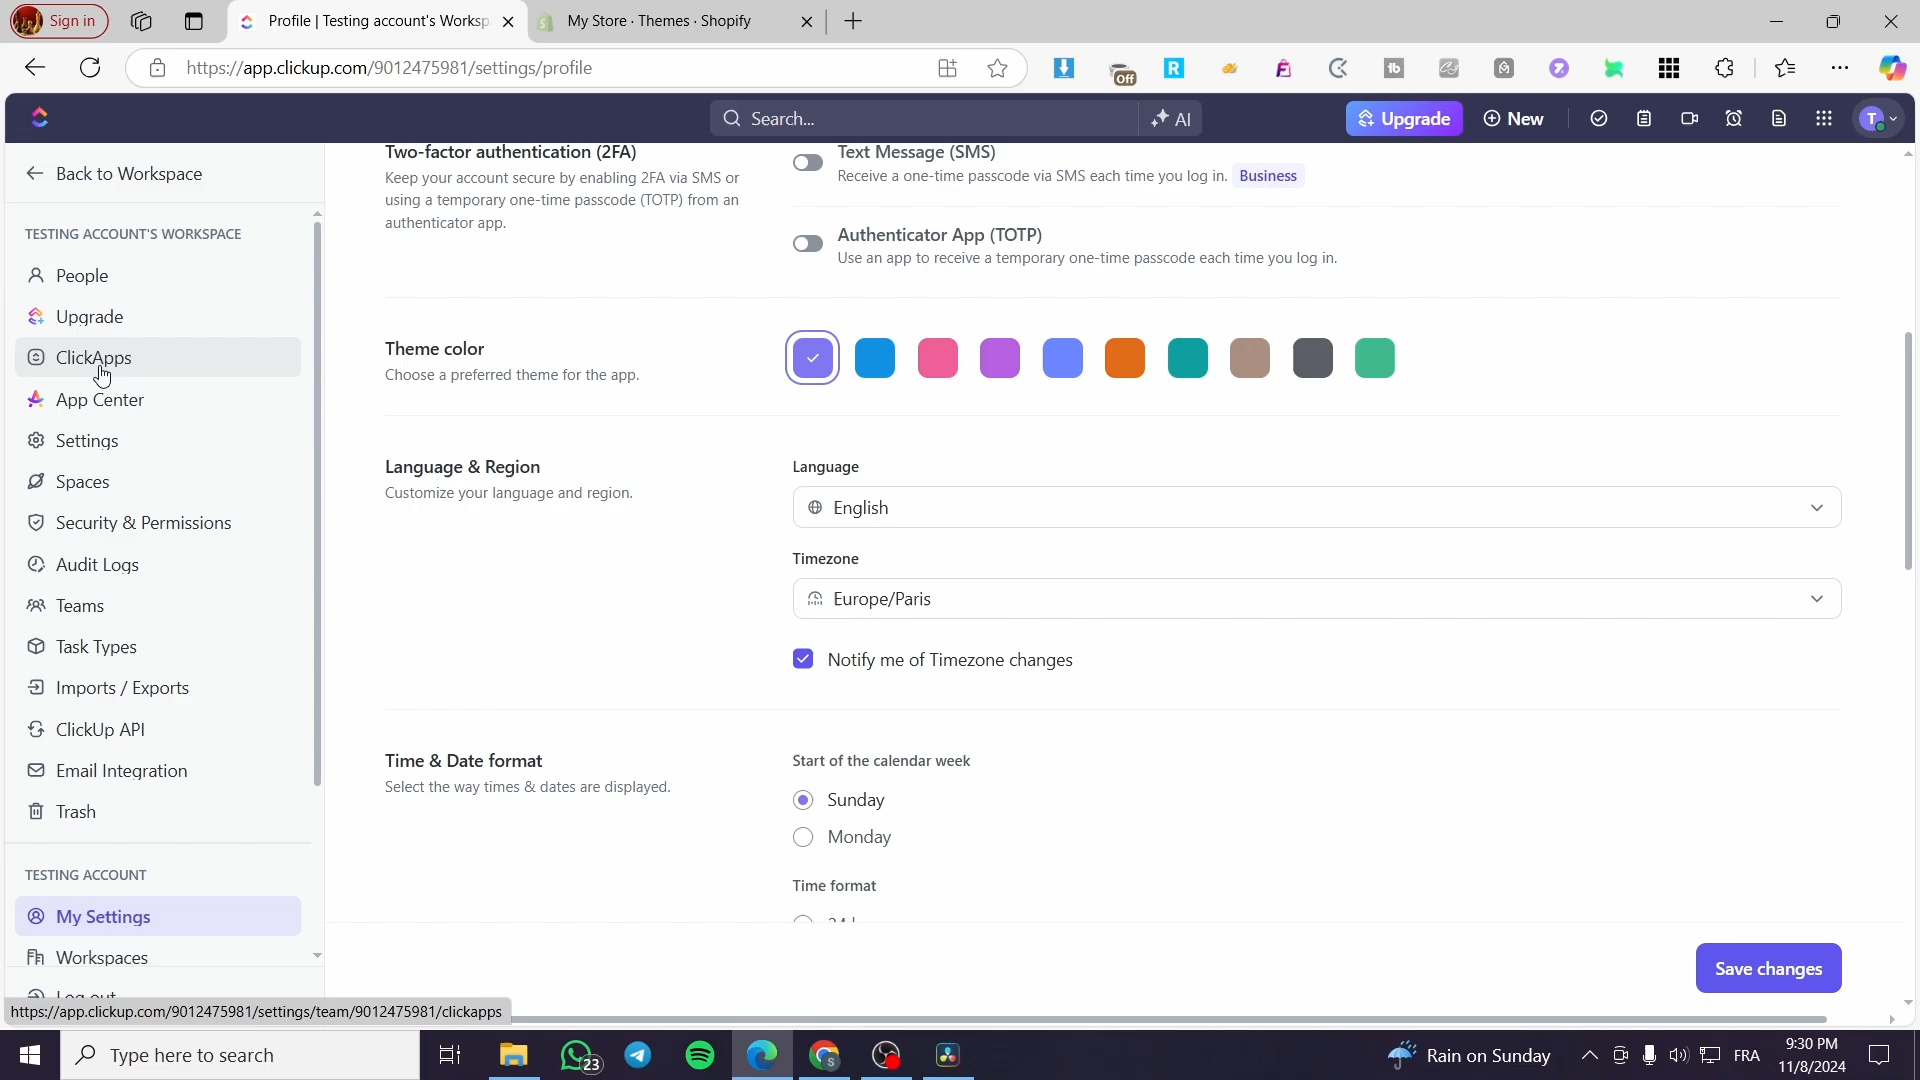 Sign in
Profile | Testing account's Worksp
My Store · Themes · Shopify
https://app.clickup.com/9012475981/settings/profile
Off
Search...
AI
Upgrade
New
T
Back to Workspace
TESTING ACCOUNT'S WORKSPACE
People
Upgrade
ClickApps
App Center
Settings
Spaces
Security & Permissions
Audit Logs
Teams
Task Types
Imports / Exports
ClickUp API
Email Integration
Trash
TESTING ACCOUNT
My Settings
Workspaces
Log out
https://app.clickup.com/9012475981/settings/team/9012475981/clickapps
Two-factor authentication (2FA)
Keep your account secure by enabling 2FA via SMS or
using a temporary one-time passcode (TOTP) from an
authenticator app.
Text Message (SMS)
Receive a one-time passcode via SMS each time you log in. Business
Authenticator App (TOTP)
Use an app to receive a temporary one-time passcode each time you log in.
Theme color
Choose a preferred theme for the app.
Language & Region
Customize your language and region.
Language
English
Timezone
Europe/Paris
Notify me of Timezone changes
Time & Date format
Select the way times & dates are displayed.
Start of the calendar week
Sunday
Monday
Time format
Save changes
Type here to search
23
Rain on Sunday
FRA
9:30 PM
11/8/2024